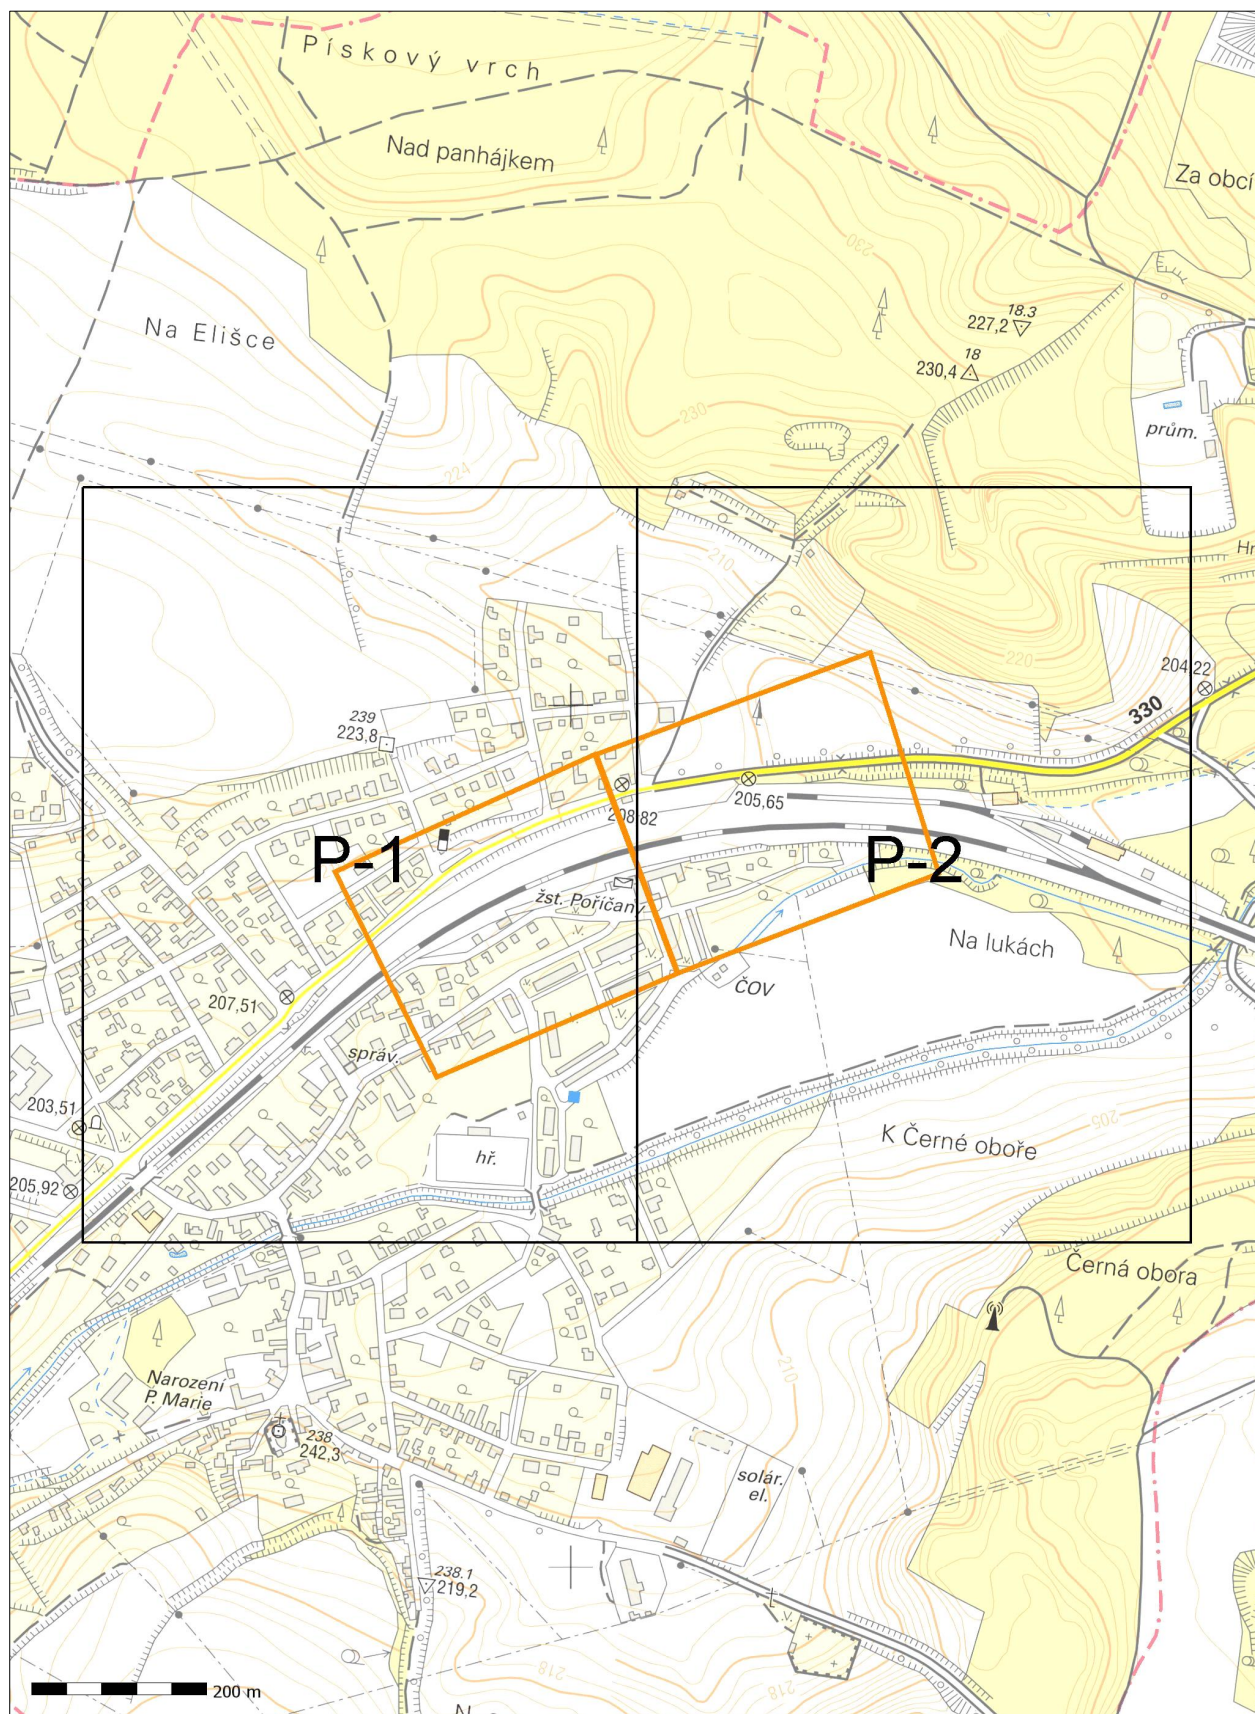 Pískový vrch
Nad panhájkem
Za obcí
Na Elišce
18.3
227,2
18
230,4
230
230
224
prům.
210
220
204,22
330
239
223,8
205,65
208,82
P-1
P-2
žst. Poříčany
Na lukách
ČOV
207,51
správ.
203,51
205,92
hř.
K Černé oboře
205
Černá obora
210
Narození
P. Marie
238
242,3
solár.
el.
238.1
219,2
218
218
200 m